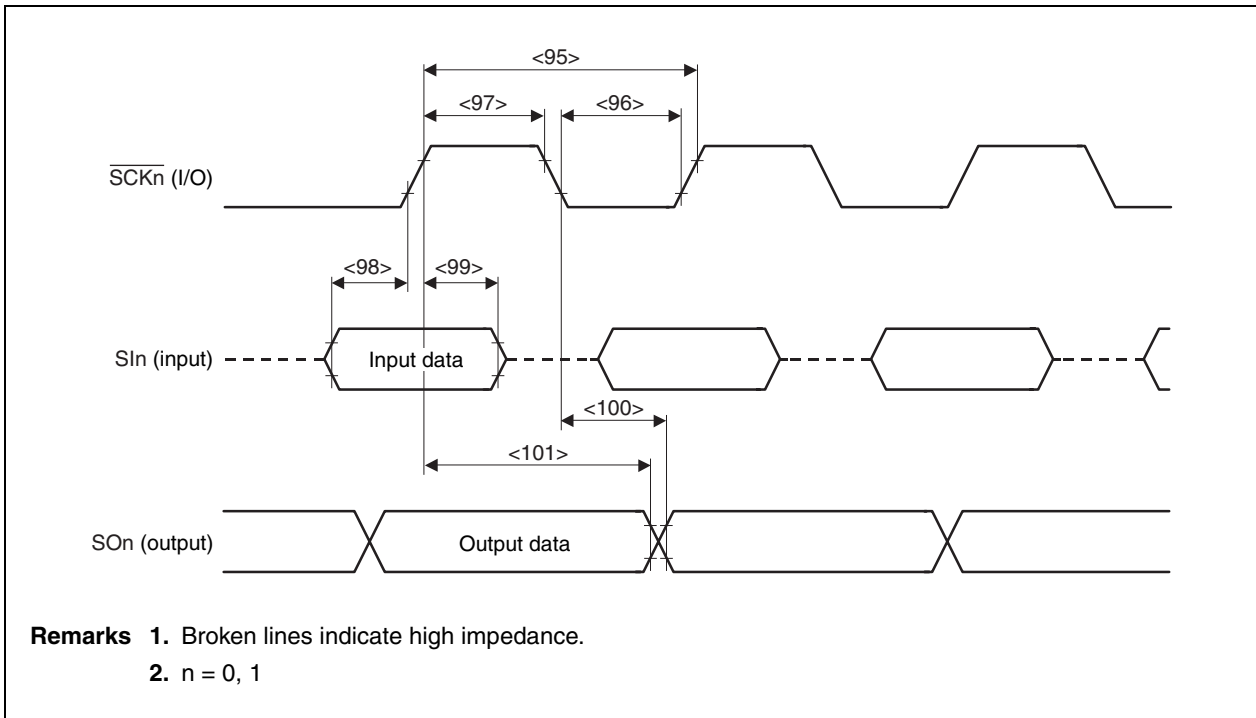 <95>
<97> <96>
SCKn (I/O)
<98> <99>
SIn (input) Input data
<100>
<101>
SOn (output) Output data
Remarks 1. Broken lines indicate high impedance.
2. n = 0, 1